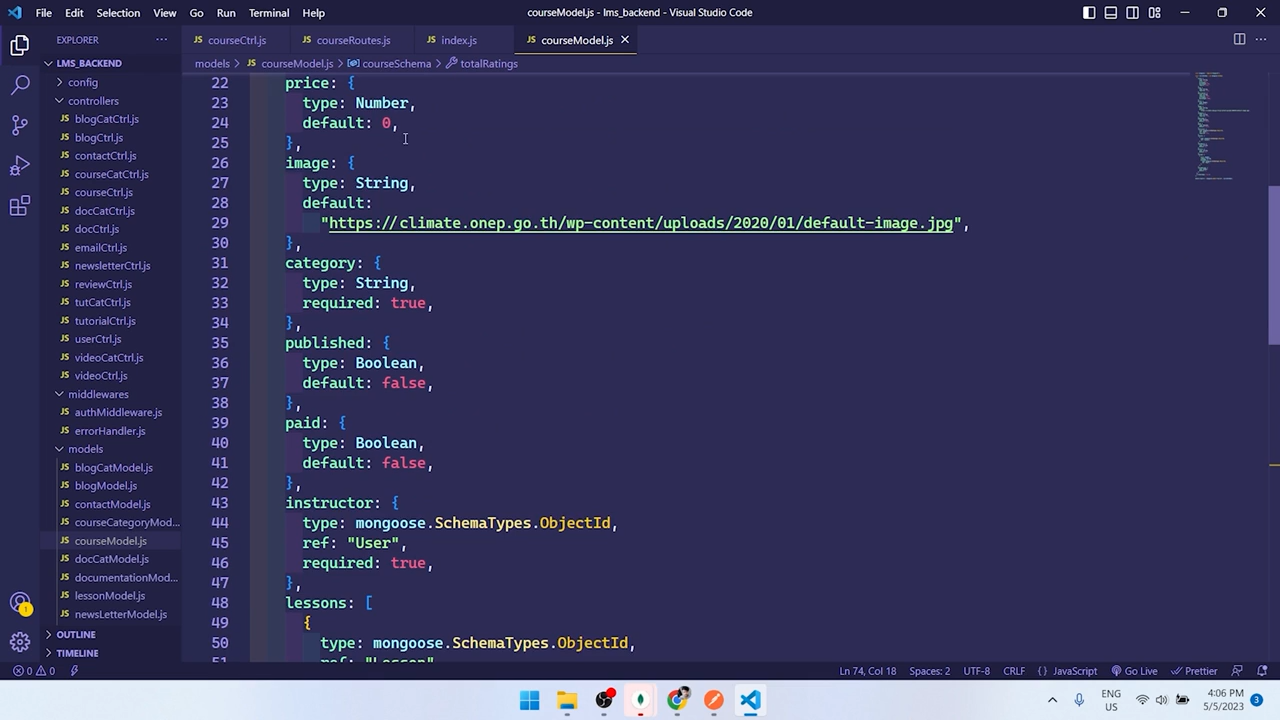 File Edit Selection View Go Run Terminal Help
courseModel.js - lms_backend - Visual Studio Code
EXPLORER
courseCtrl.js courseRoutes.js index.js courseModel.js
LMS_BACKEND
models > courseModel.js > courseSchema > totalRatings
config
controllers
blogCatCtrl.js
blogCtrl.js
contactCtrl.js
courseCatCtrl.js
courseCtrl.js
docCatCtrl.js
docCtrl.js
emailCtrl.js
newsletterCtrl.js
reviewCtrl.js
tutCatCtrl.js
tutorialCtrl.js
userCtrl.js
videoCatCtrl.js
videoCtrl.js
middlewares
authMiddleware.js
errorHandler.js
models
blogCatModel.js
blogModel.js
contactModel.js
courseCategoryMod...
courseModel.js
docCatModel.js
documentationMod...
lessonModel.js
newsLetterModel.js
OUTLINE
TIMELINE
22 price: {
23 type: Number,
24 default: 0,
25 },
26 image: {
27 type: String,
28 default:
29 "https://climate.onep.go.th/wp-content/uploads/2020/01/default-image.jpg",
30 },
31 category: {
32 type: String,
33 required: true,
34 },
35 published: {
36 type: Boolean,
37 default: false,
38 },
39 paid: {
40 type: Boolean,
41 default: false,
42 },
43 instructor: {
44 type: mongoose.SchemaTypes.ObjectId,
45 ref: "User",
46 required: true,
47 },
48 lessons: [
49 {
50 type: mongoose.SchemaTypes.ObjectId,
51 ref: "Lesson"
0 0 Ln 74, Col 18 Spaces: 2 UTF-8 CRLF {} JavaScript Go Live Prettier
ENG
US
4:06 PM
5/5/2023
3